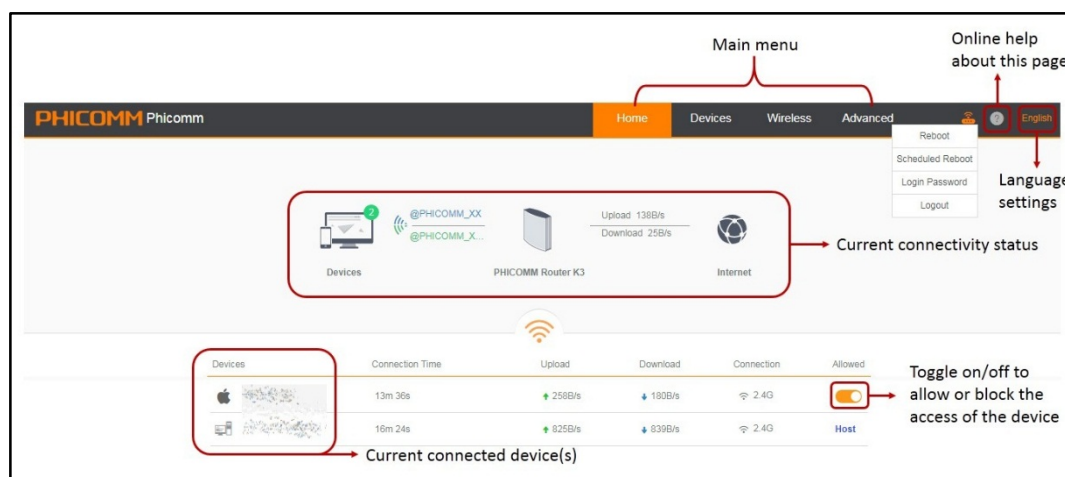 Main menu
Online help
about this page
PHICOMM Phicomm
Home Devices Wireless Advanced ? English
Reboot
Scheduled Reboot
Login Password
Logout
Language
settings
2
@PHICOMM_XX
@PHICOMM_X...
Upload 138B/s
Download 25B/s
Devices PHICOMM Router K3 Internet
Current connectivity status
Devices Connection Time Upload Download Connection Allowed
13m 36s 258B/s 180B/s 2.4G
16m 24s 825B/s 839B/s 2.4G Host
Toggle on/off to
allow or block the
access of the device
Current connected device(s)